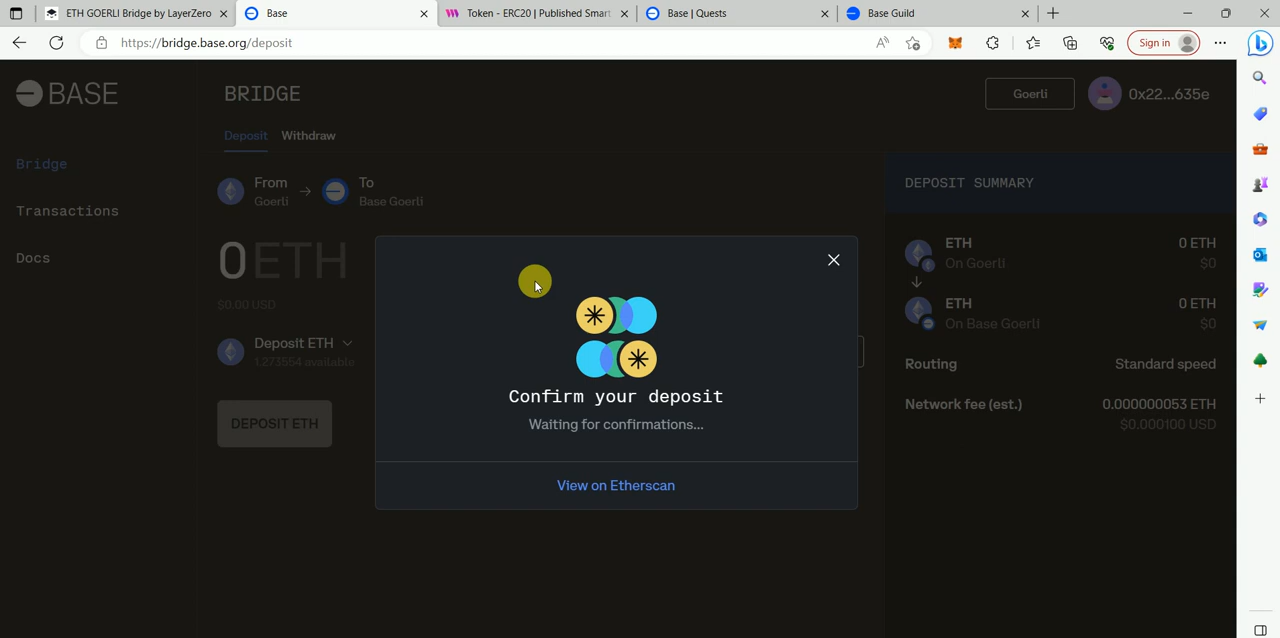 ETH GOERLI Bridge by LayerZero
Base
Token - ERC20 | Published Smart
Base | Quests
Base Guild
https://bridge.base.org/deposit
Sign in
BASE
BRIDGE
Goerli
0x22...635e
Deposit Withdraw
Bridge
Transactions
Docs
From
Goerli
To
Base Goerli
0 ETH
$0.00 USD
Deposit ETH
1.273554 available
DEPOSIT ETH
Confirm your deposit
Waiting for confirmations...
View on Etherscan
DEPOSIT SUMMARY
ETH 0 ETH
On Goerli $0
ETH 0 ETH
On Base Goerli $0
Routing Standard speed
Network fee (est.) 0.000000053 ETH
$0.000100 USD